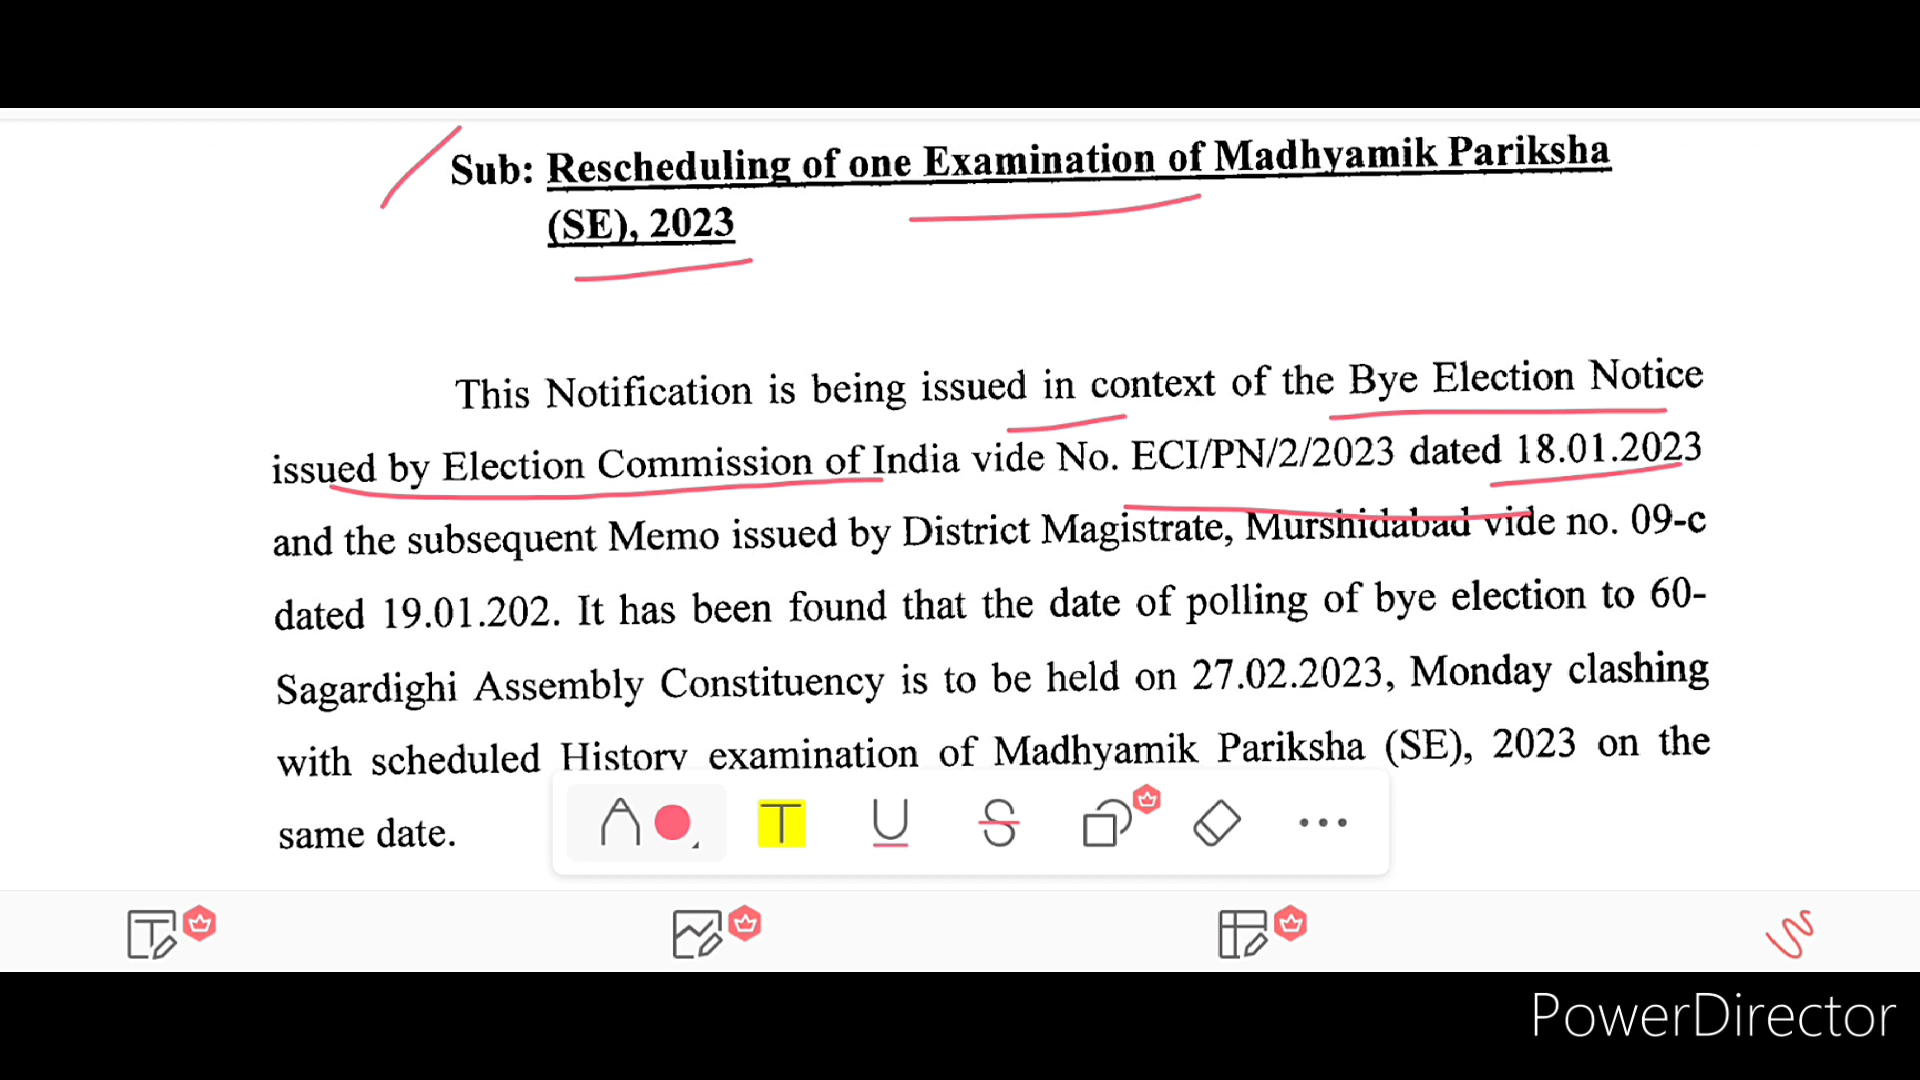 Sub: Rescheduling of one Examination of Madhyamik Pariksha
(SE), 2023
This Notification is being issued in context of the Bye Election Notice
issued by Election Commission of India vide No. ECI/PN/2/2023 dated 18.01.2023
and the subsequent Memo issued by District Magistrate, Murshidabad vide no. 09-c
dated 19.01.202. It has been found that the date of polling of bye election to 60-
Sagardighi Assembly Constituency is to be held on 27.02.2023, Monday clashing
with scheduled History examination of Madhyamik Pariksha (SE), 2023 on the
same date.
T U S
T
PowerDirector